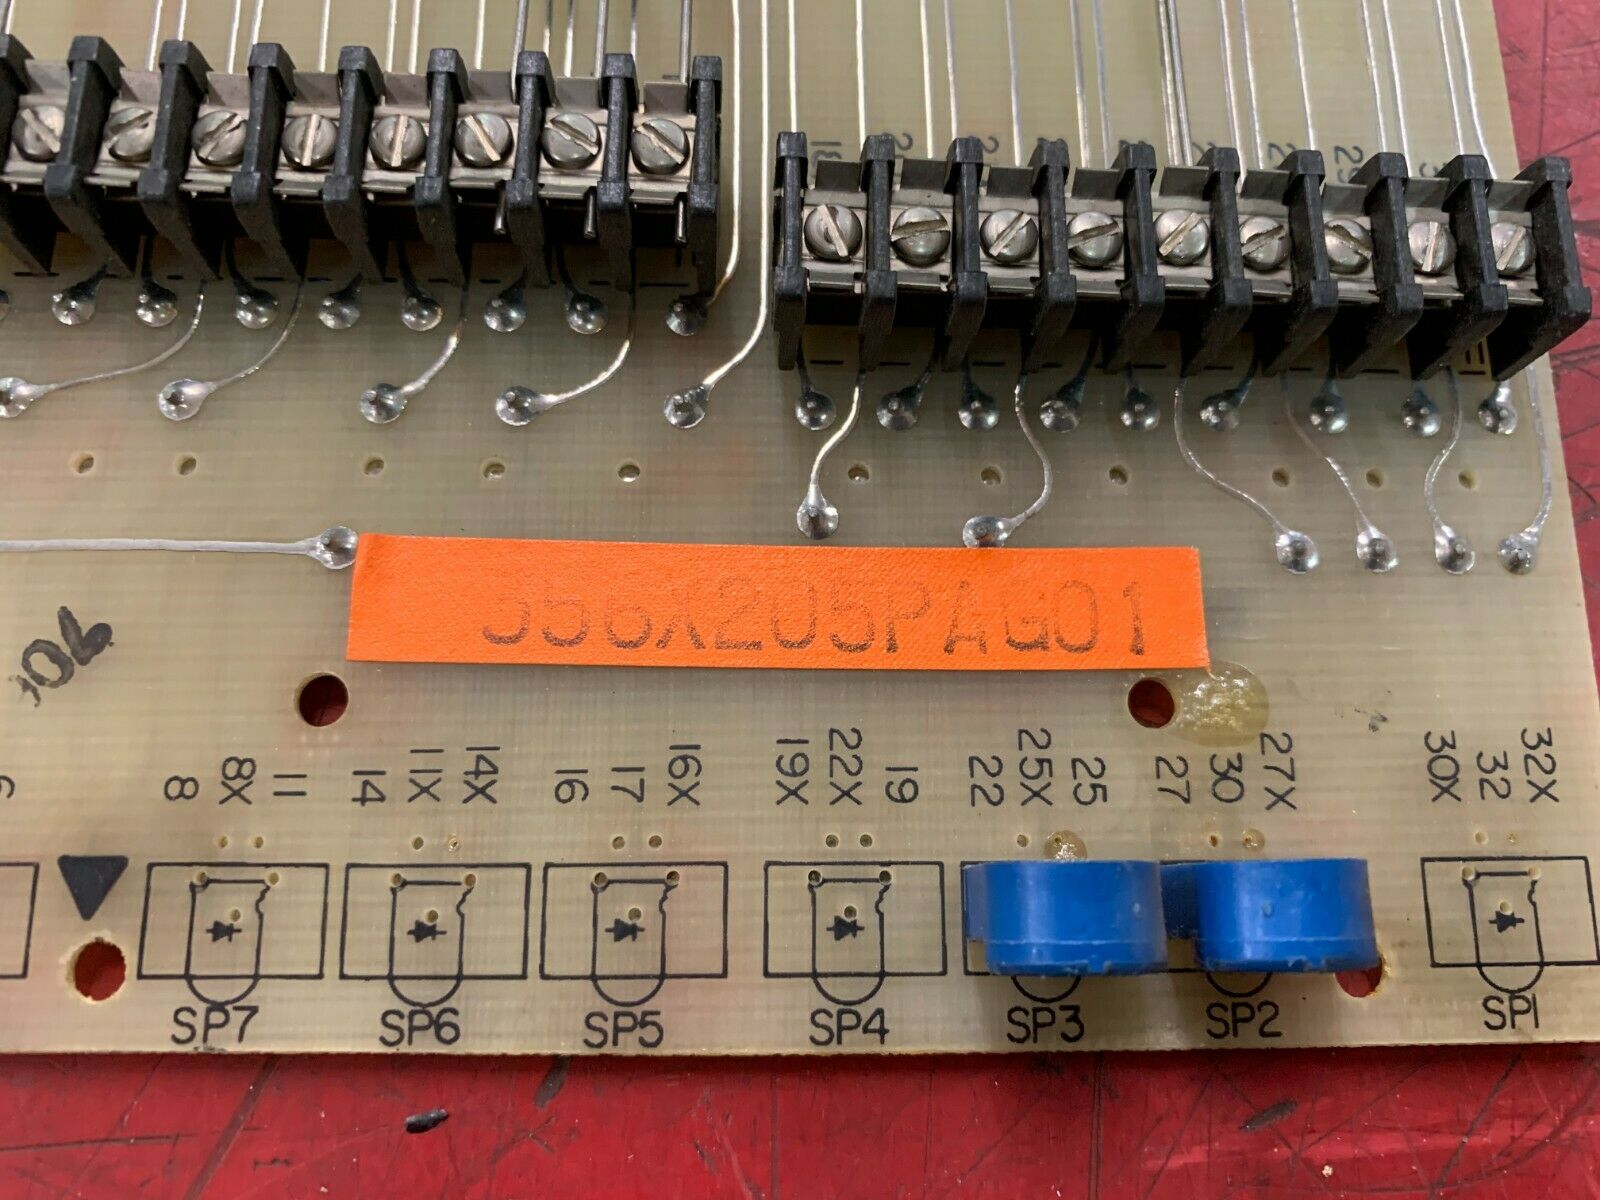 556X205PAG01
70r
8
8X
11
14
11X
14X
16
17
16X
19X
22X
19
22
25X
25
27
30
27X
30X
32
32X
SP7
SP6
SP5
SP4
SP3
SP2
SP1